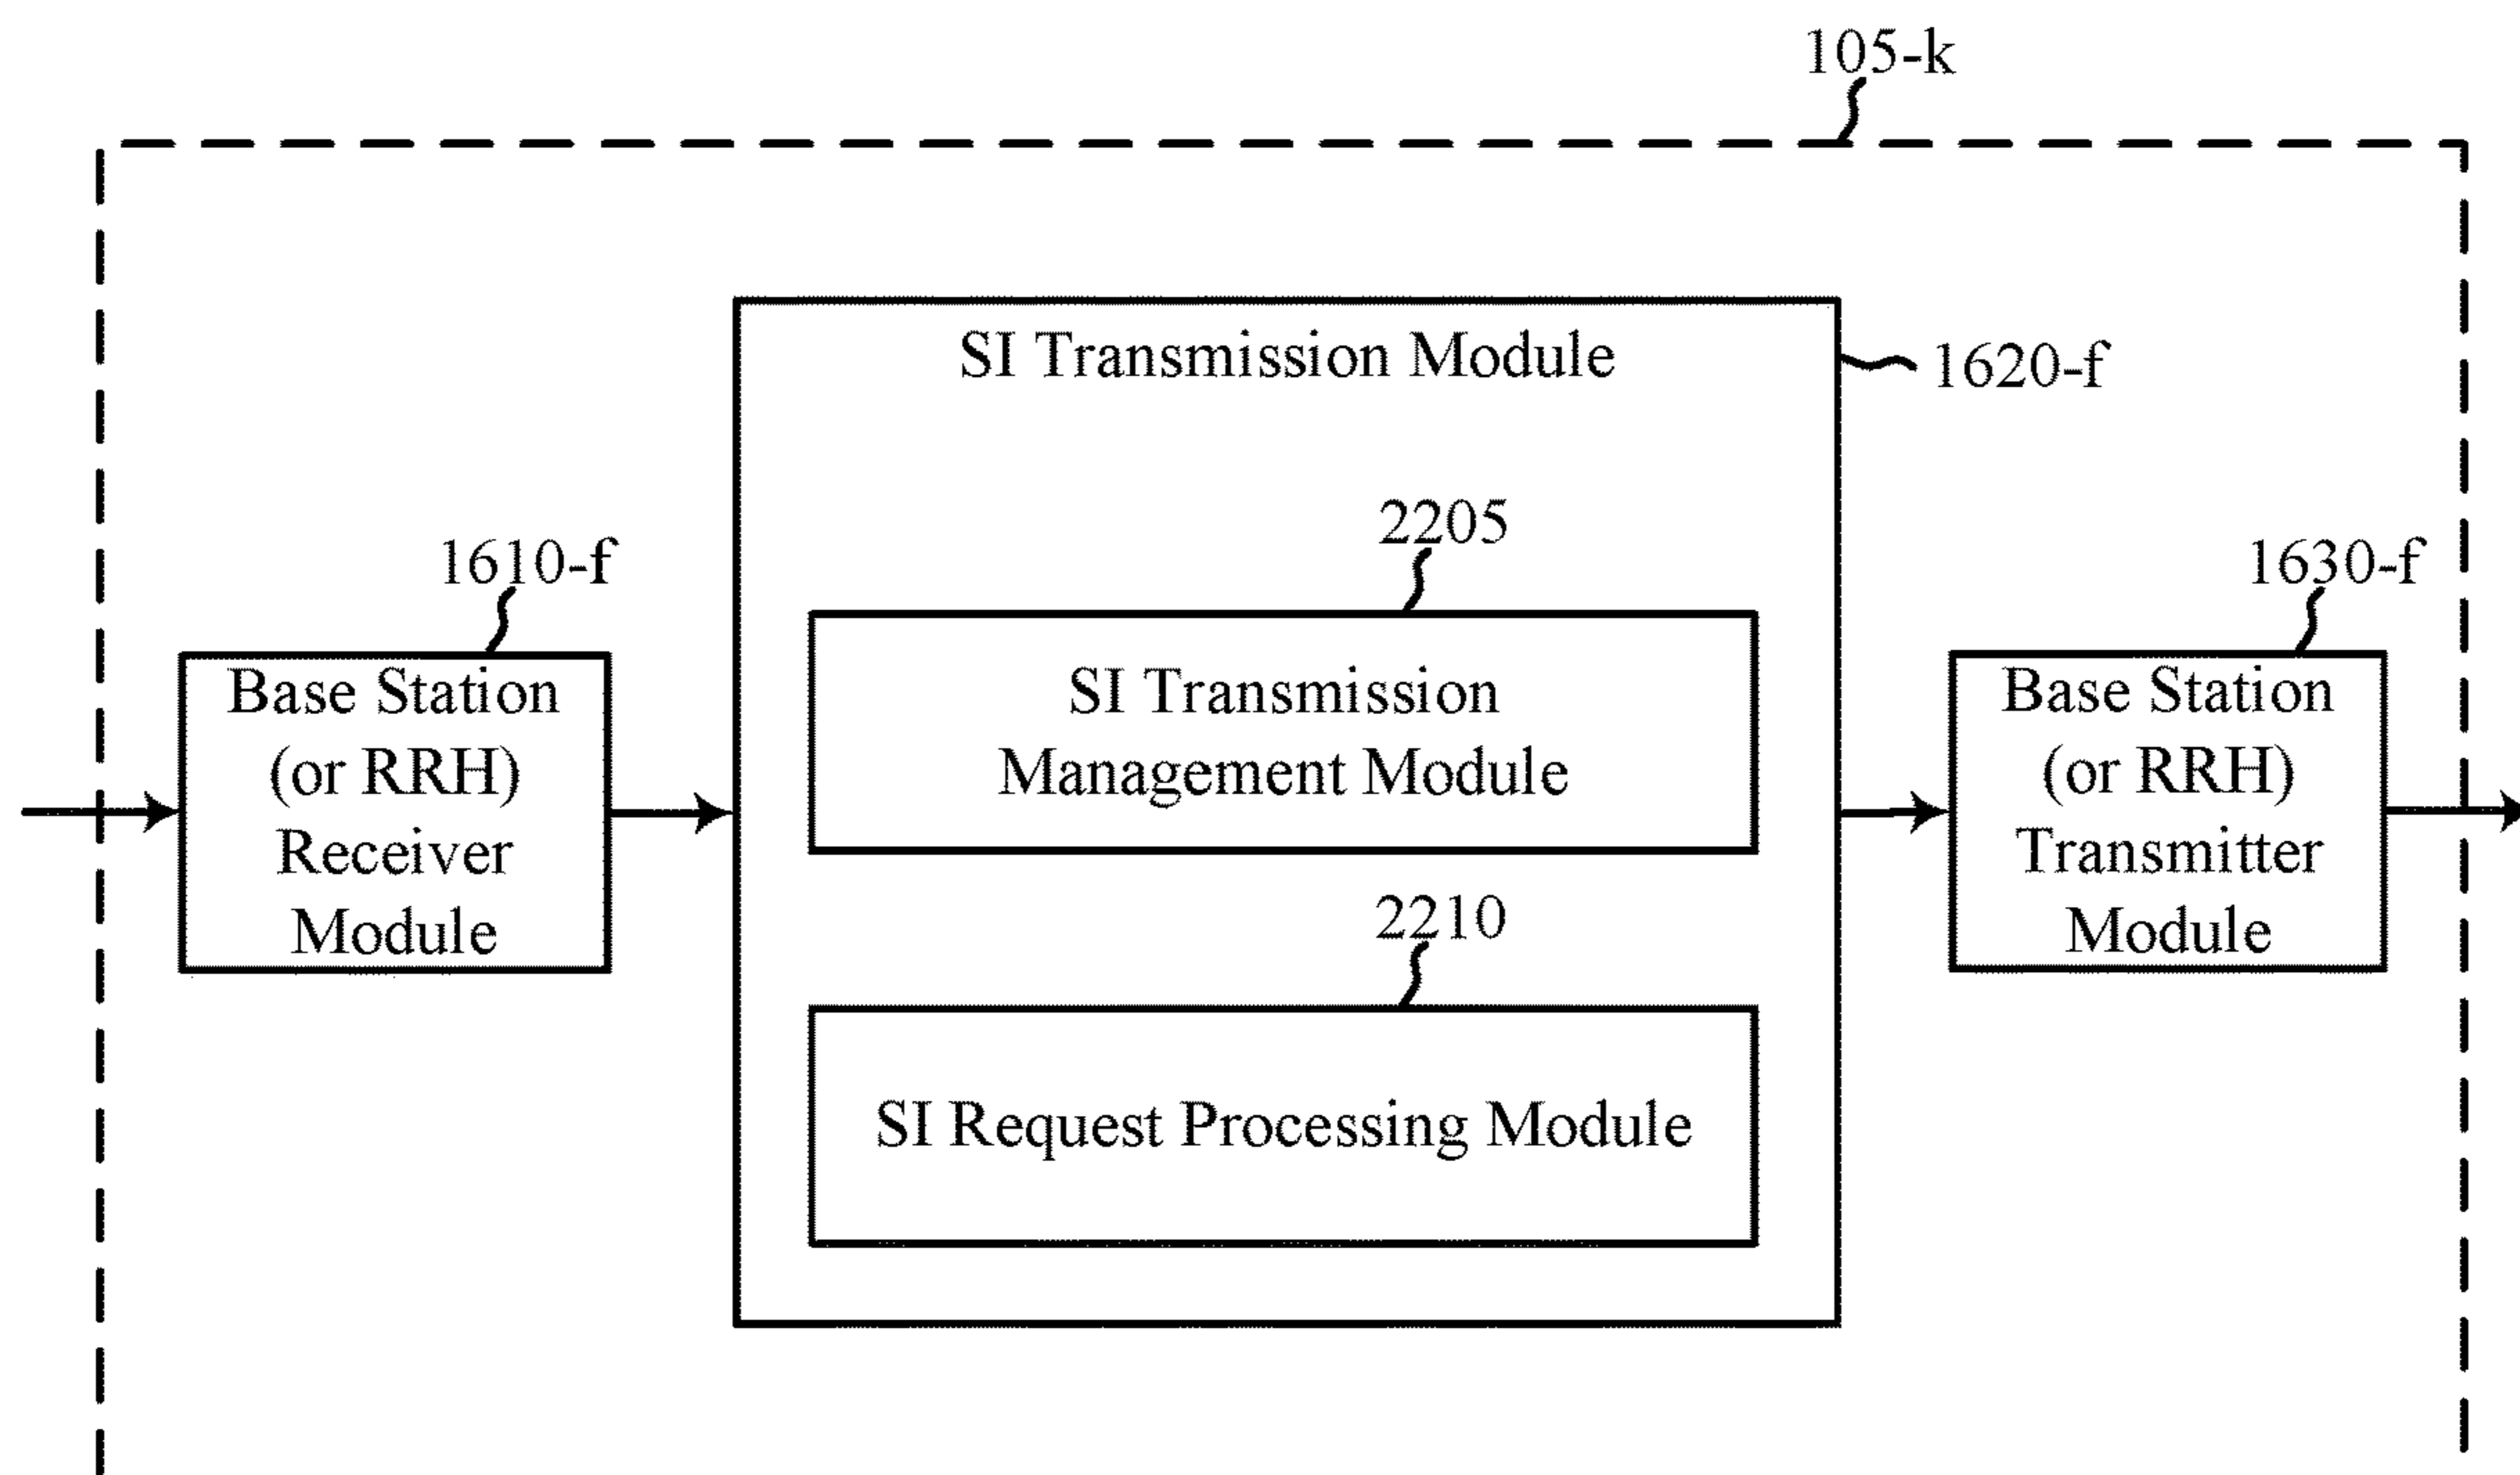 105-k
SI Transmission Module
1620-f
2205
1610-f
1630-f
Base Station
(or RRH)
Receiver
Module
SI Transmission
Management Module
Base Station
(or RRH)
Transmitter
Module
2210
SI Request Processing Module